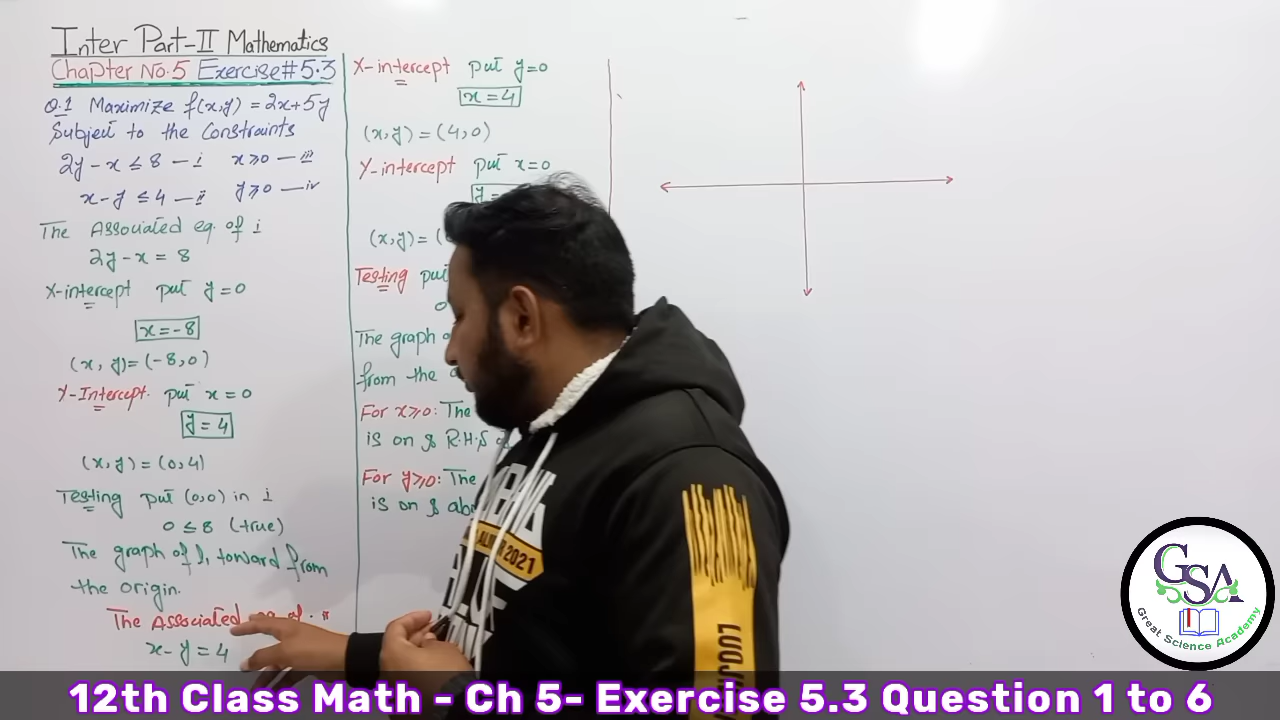 Inter Part-II Mathematics
Chapter No.5 Exercise#5.3
Q.1 Maximize f(x,y) = 2x+5y
Subject to the Constraints
2y-x ≤ 8 — i x≥0 — iii
x-y ≤ 4 — ii y≥0 — iv
The Associated eq. of i
2y-x = 8
X-intercept put y=0
x=-8
(x, y)=(-8,0)
Y-Intercept. put x=0
y=4
(x,y)=(0,4)
Testing put (0,0) in i
0 ≤ 8 (true)
The graph of l₁ toward from
the origin.
The Associated eq of ii
x-y=4
X-intercept put y=0
x=4
(x,y)=(4,0)
Y-intercept put x=0
y=
(x,y)=(
Testing put
0
The graph of
from the
For x≥0: The
is on R.H.S of
For y≥0: The
is on
2021
GSA
Great Science Academy
12th Class Math - Ch 5- Exercise 5.3 Question 1 to 6